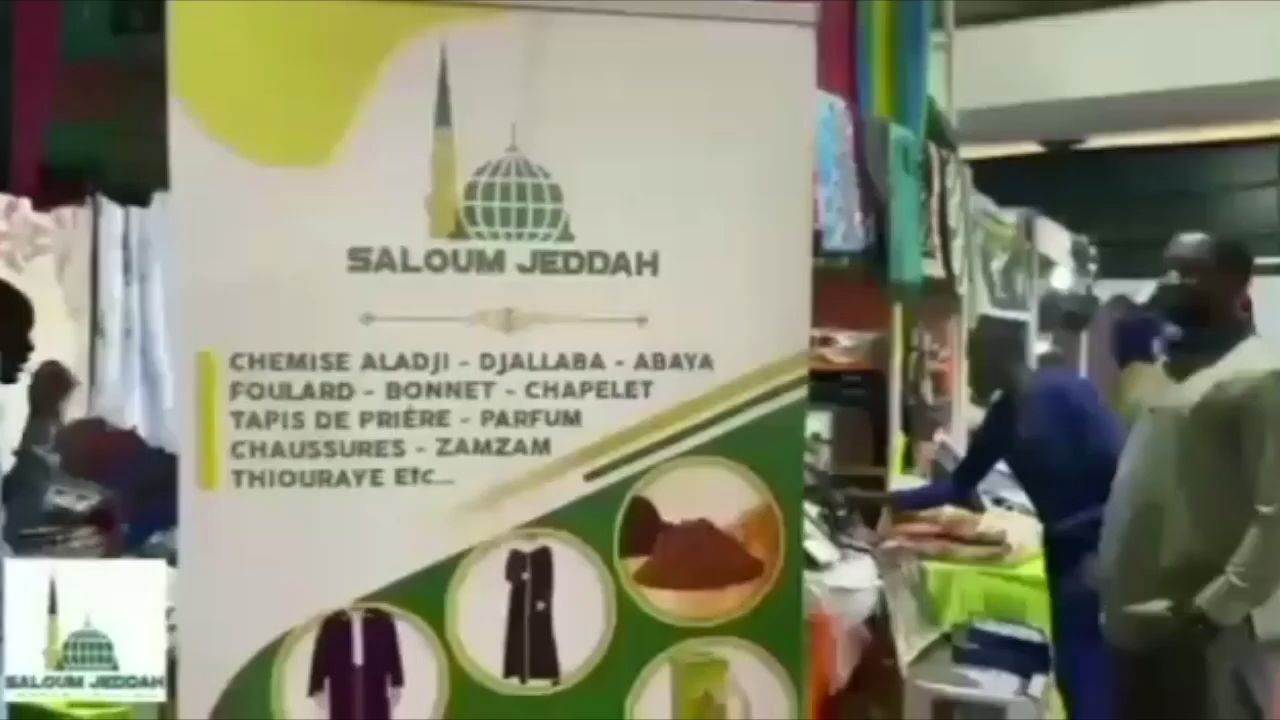 SALOUM JEDDAH
CHEMISE ALADJI - DJALLABA - ABAYA
FOULARD - BONNET - CHAPELET
TAPIS DE PRIÈRE - PARFUM
CHAUSSURES - ZAMZAM
THIOURAYE Etc...
SALOUM JEDDAH